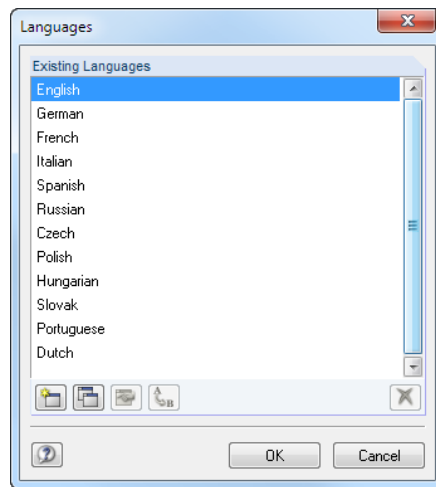 Languages
Existing Languages
English
German
French
Italian
Spanish
Russian
Czech
Polish
Hungarian
Slovak
Portuguese
Dutch
A
B
OK
Cancel